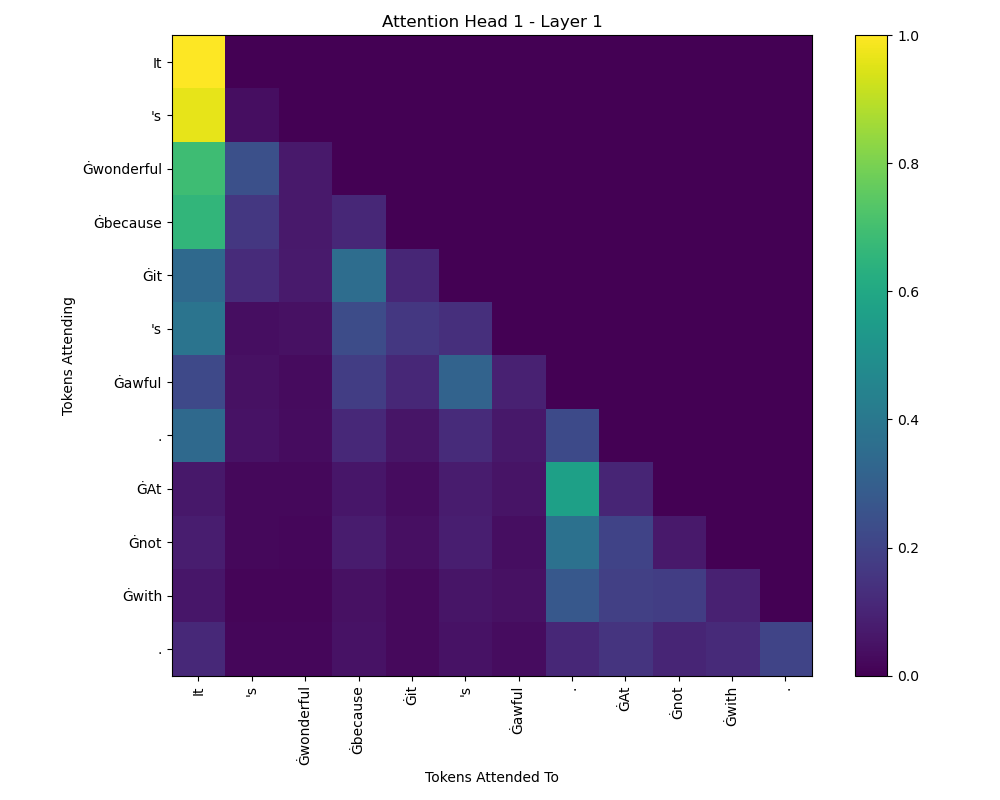 Attention Head 1 - Layer 1
It
's
Ġwonderful
Ġbecause
Ġit
's
Ġawful
.
ĠAt
Ġnot
Ġwith
.
Tokens Attending
It
's
Ġwonderful
Ġbecause
Ġit
's
Ġawful
.
ĠAt
Ġnot
Ġwith
.
Tokens Attended To
1.0
0.8
0.6
0.4
0.2
0.0